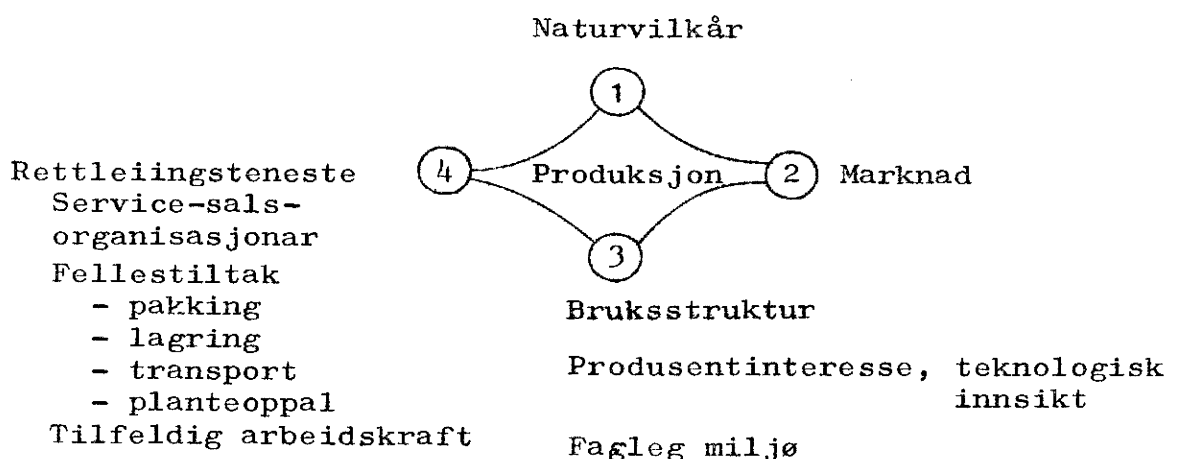 Naturvilkår
1
Rettleiingsteneste
4
Produksjon
2
Marknad
Service-sals-
organisasjonar
3
Fellestiltak
- pakking
- lagring
- transport
- planteoppal
Tilfeldig arbeidskraft
Bruksstruktur
Produsentinteresse, teknologisk
innsikt
Fagleg miljø